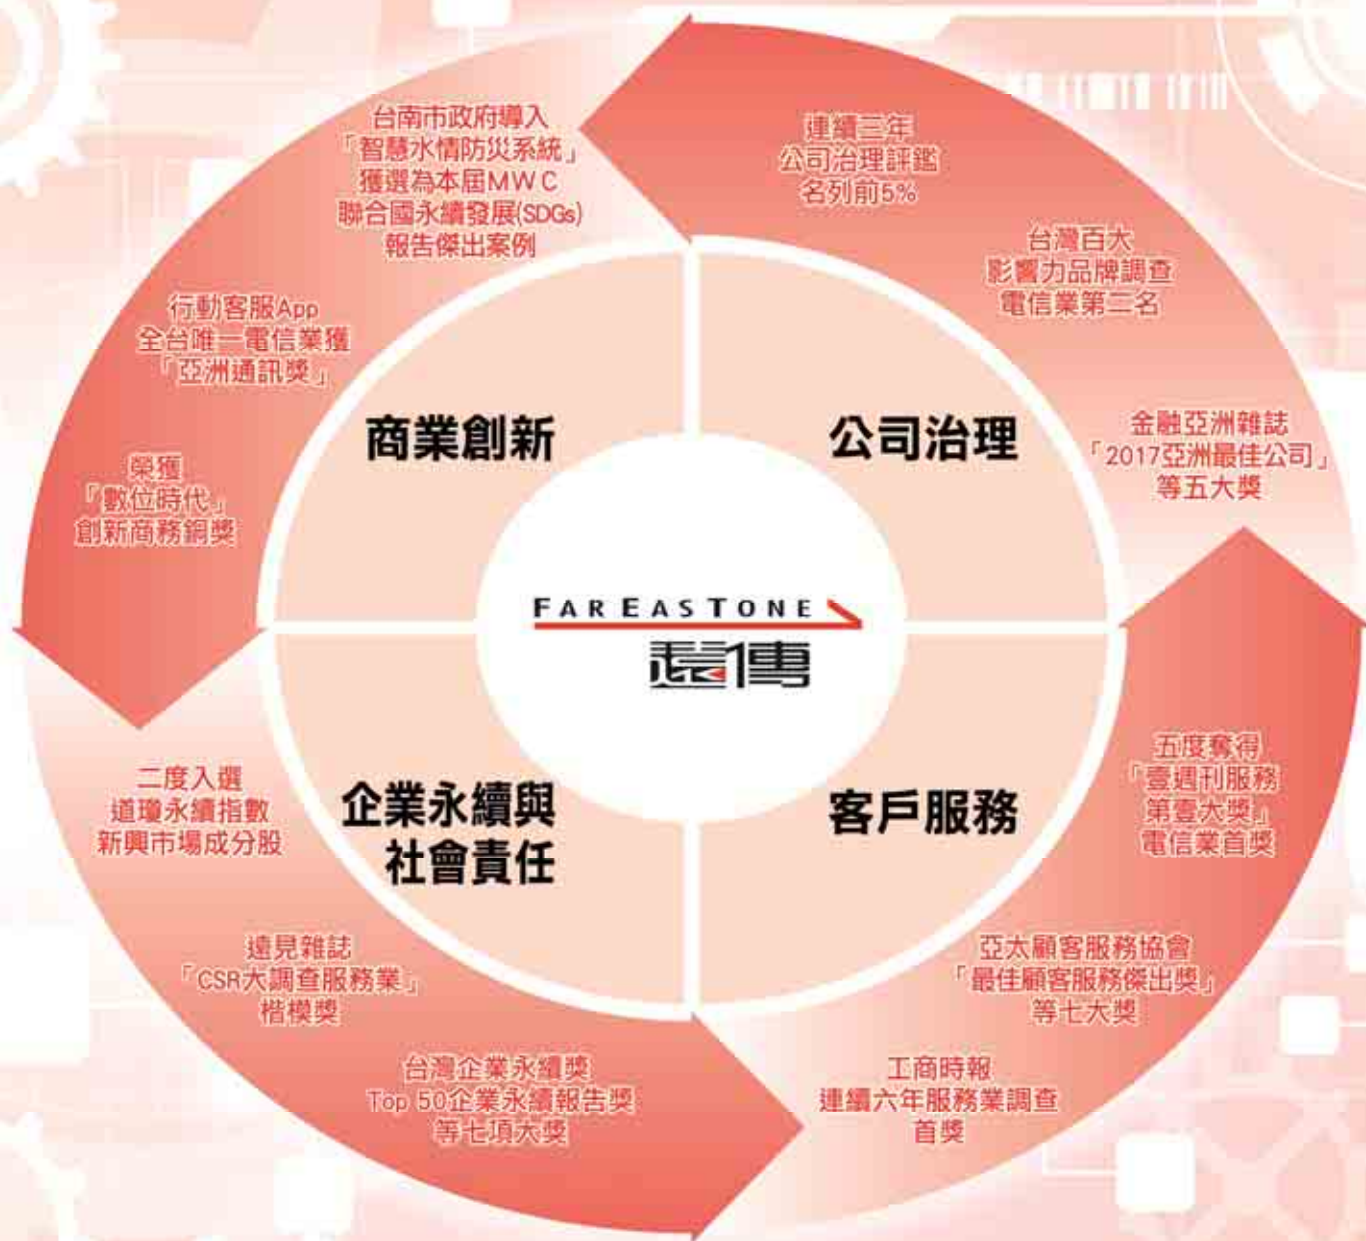 台南市政府導入
「智慧水情防災系統」
獲選為本屆MWC
聯合國永續發展(SDGs)
報告傑出案例
行動客服App
全台唯一電信業獲
「亞洲通訊獎」
榮獲
「數位時代」
創新商務銅獎
商業創新
連續三年
公司治理評鑑
名列前5%
台灣百大
影響力品牌調查
電信業第二名
金融亞洲雜誌
「2017亞洲最佳公司」
等五大獎
公司治理
FAREASTONE
遠傳
二度入選
道瓊永續指數
新興市場成分股
遠見雜誌
「CSR大調查服務業」
楷模獎
台灣企業永續獎
Top 50企業永續報告獎
等七項大獎
企業永續與
社會責任
五度奪得
「壹週刊服務
第壹大獎」
電信業首獎
亞太顧客服務協會
「最佳顧客服務傑出獎」
等七大獎
工商時報
連續六年服務業調查
首獎
客戶服務